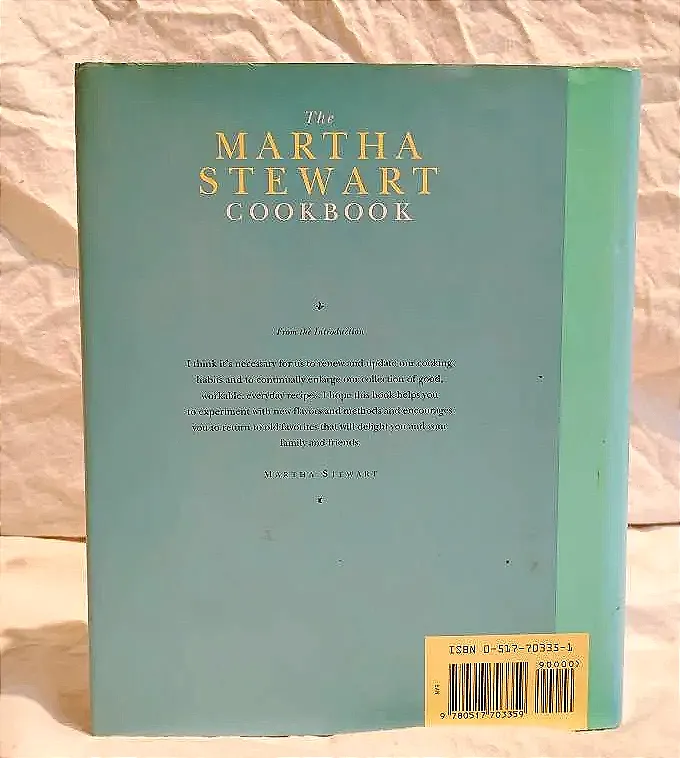 The
MARTHA
STEWART
COOKBOOK
From the Introduction
I think it's necessary for us to renew and update our cooking
habits and to continually enlarge our collection of good,
workable, everyday recipes. I hope this book helps you
to experiment with new flavors and methods and encourages
you to return to old favorites that will delight you and your
family and friends.
MARTHA STEWART
ISBN 0-517-70335-1
90000>
9 780517 703359